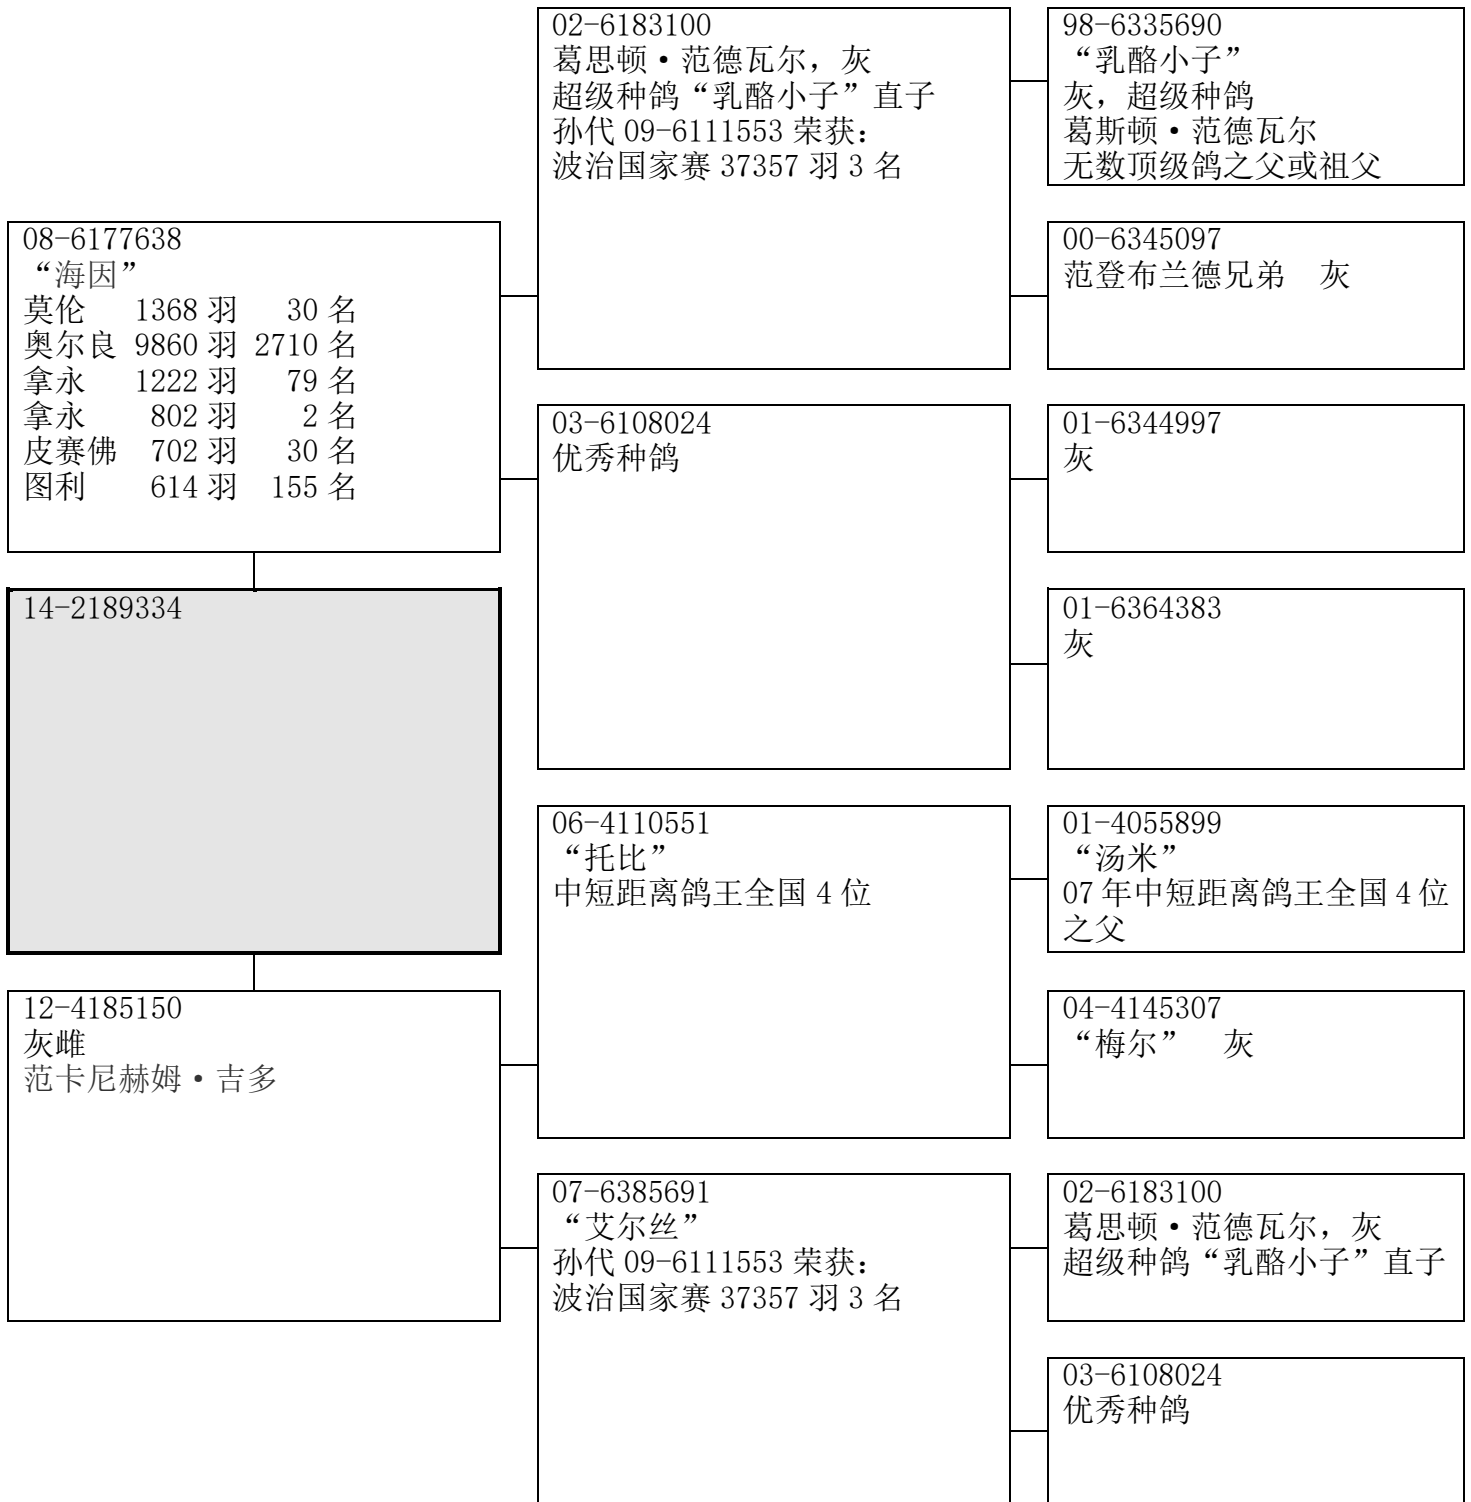 08-6177638
“海因”
莫伦 1368 羽 30 名
奥尔良 9860 羽 2710 名
拿永 1222 羽 79 名
拿永 802 羽 2 名
皮赛佛 702 羽 30 名
图利 614 羽 155 名
14-2189334
12-4185150
灰雌
范卡尼赫姆·吉多
02-6183100
葛思顿·范德瓦尔，灰
超级种鸽“乳酪小子”直子
孙代 09-6111553 荣获：
波治国家赛 37357 羽 3 名
03-6108024
优秀种鸽
06-4110551
“托比”
中短距离鸽王全国 4 位
07-6385691
“艾尔丝”
孙代 09-6111553 荣获：
波治国家赛 37357 羽 3 名
98-6335690
“乳酪小子”
灰，超级种鸽
葛斯顿·范德瓦尔
无数顶级鸽之父或祖父
00-6345097
范登布兰德兄弟 灰
01-6344997
灰
01-6364383
灰
01-4055899
“汤米”
07 年中短距离鸽王全国 4 位
之父
04-4145307
“梅尔” 灰
02-6183100
葛思顿·范德瓦尔，灰
超级种鸽“乳酪小子”直子
03-6108024
优秀种鸽